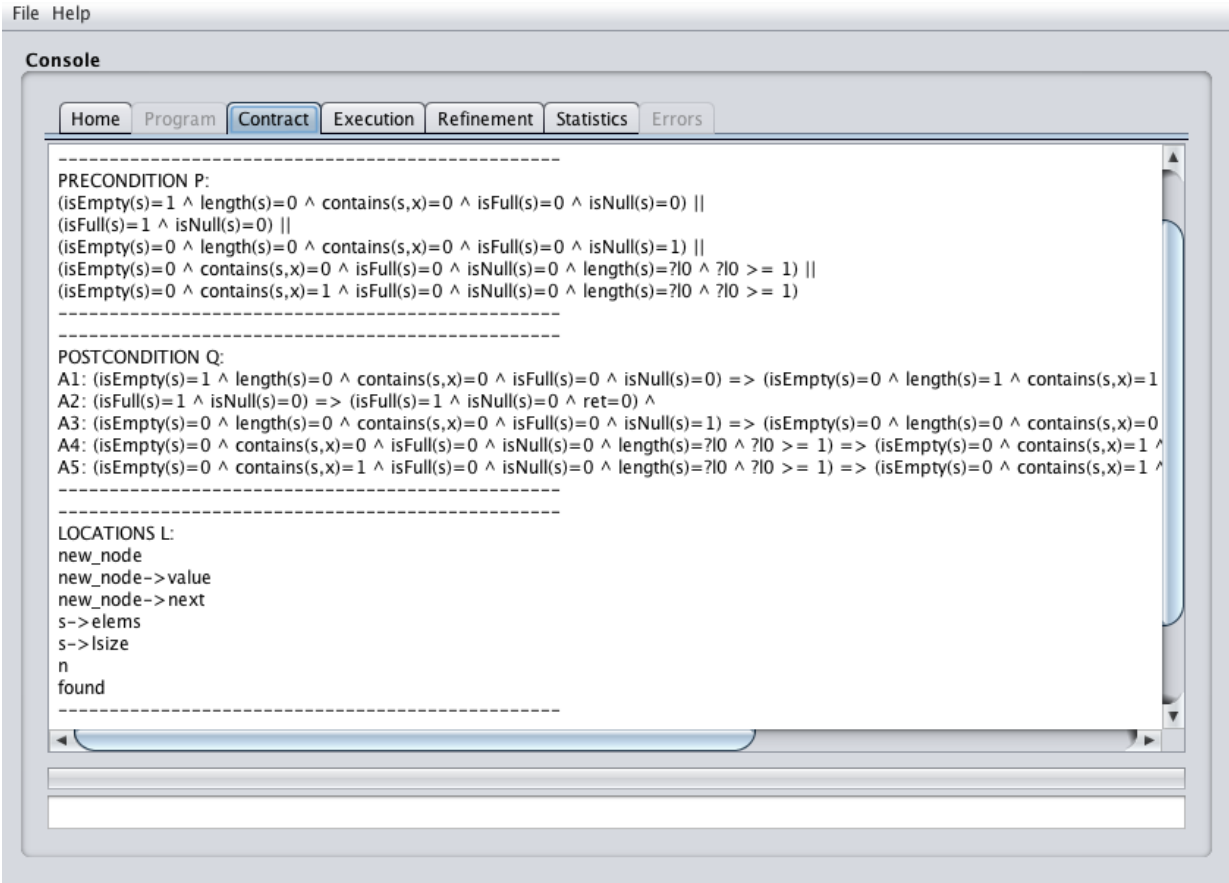 File Help
Console
Home Program Contract Execution Refinement Statistics Errors
--------------------------------------------------
PRECONDITION P:
(isEmpty(s)=1 ^ length(s)=0 ^ contains(s,x)=0 ^ isFull(s)=0 ^ isNull(s)=0) ||
(isFull(s)=1 ^ isNull(s)=0) ||
(isEmpty(s)=0 ^ length(s)=0 ^ contains(s,x)=0 ^ isFull(s)=0 ^ isNull(s)=1) ||
(isEmpty(s)=0 ^ contains(s,x)=0 ^ isFull(s)=0 ^ isNull(s)=0 ^ length(s)=?l0 ^ ?l0 >= 1) ||
(isEmpty(s)=0 ^ contains(s,x)=1 ^ isFull(s)=0 ^ isNull(s)=0 ^ length(s)=?l0 ^ ?l0 >= 1)
--------------------------------------------------
--------------------------------------------------
POSTCONDITION Q:
A1: (isEmpty(s)=1 ^ length(s)=0 ^ contains(s,x)=0 ^ isFull(s)=0 ^ isNull(s)=0) => (isEmpty(s)=0 ^ length(s)=1 ^ contains(s,x)=1
A2: (isFull(s)=1 ^ isNull(s)=0) => (isFull(s)=1 ^ isNull(s)=0 ^ ret=0) ^
A3: (isEmpty(s)=0 ^ length(s)=0 ^ contains(s,x)=0 ^ isFull(s)=0 ^ isNull(s)=1) => (isEmpty(s)=0 ^ length(s)=0 ^ contains(s,x)=0
A4: (isEmpty(s)=0 ^ contains(s,x)=0 ^ isFull(s)=0 ^ isNull(s)=0 ^ length(s)=?l0 ^ ?l0 >= 1) => (isEmpty(s)=0 ^ contains(s,x)=1 ^
A5: (isEmpty(s)=0 ^ contains(s,x)=1 ^ isFull(s)=0 ^ isNull(s)=0 ^ length(s)=?l0 ^ ?l0 >= 1) => (isEmpty(s)=0 ^ contains(s,x)=1 ^
--------------------------------------------------
--------------------------------------------------
LOCATIONS L:
new_node
new_node->value
new_node->next
s->elems
s->lsize
n
found
--------------------------------------------------